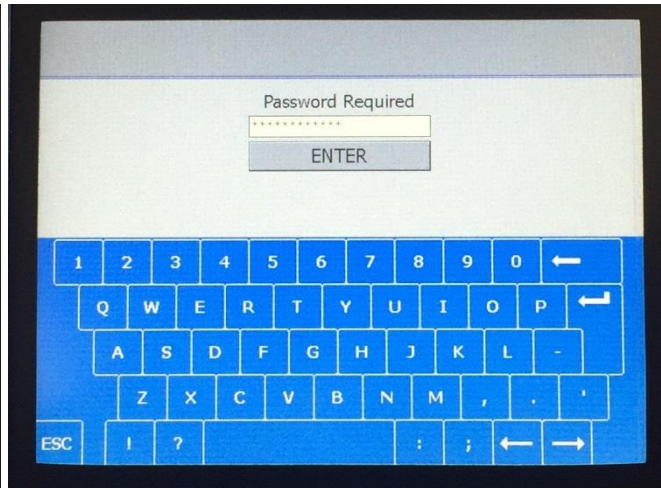 Password Required
************
ENTER
1 2 3 4 5 6 7 8 9 0 ←
Q W E R T Y U I O P ↵
A S D F G H J K L -
Z X C V B N M , . '
ESC ! ? : ; ← →